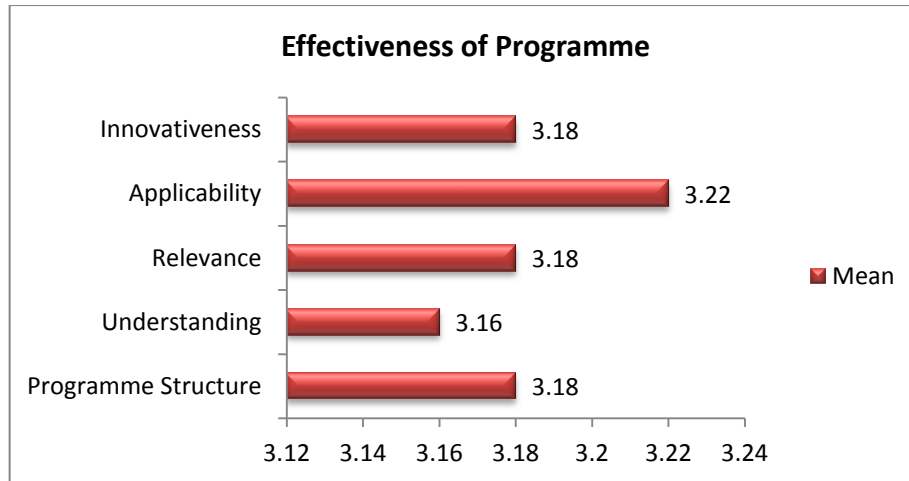 Effectiveness of Programme
Innovativeness 3.18
Applicability 3.22
Relevance 3.18
Mean
Understanding 3.16
Programme Structure 3.18
3.12 3.14 3.16 3.18 3.2 3.22 3.24